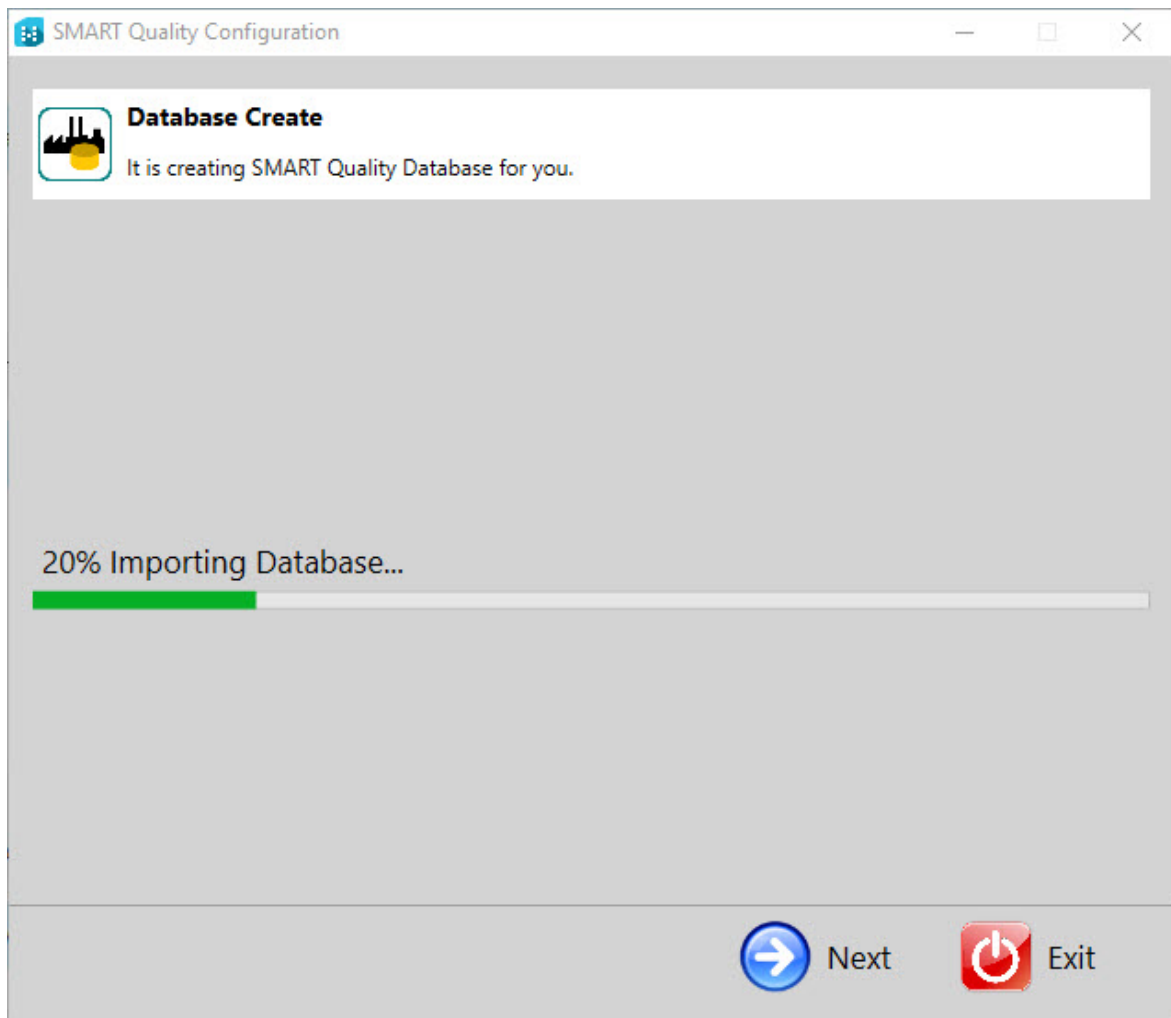 SMART Quality Configuration
Database Create
It is creating SMART Quality Database for you.
20% Importing Database...
Next
Exit